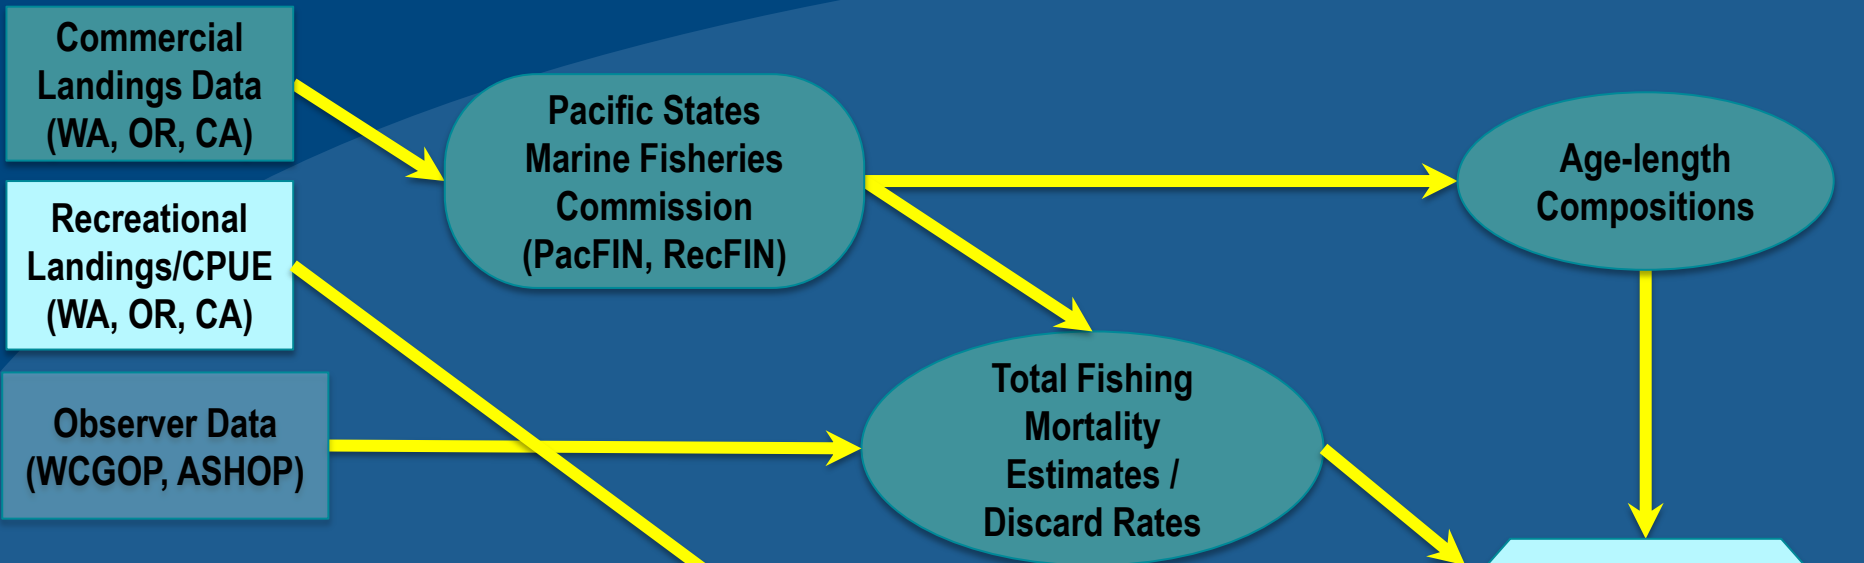 Commercial
Landings Data
(WA, OR, CA)
Pacific States
Marine Fisheries
Commission
(PacFIN, RecFIN)
Age-length
Compositions
Recreational
Landings/CPUE
(WA, OR, CA)
Observer Data
(WCGOP, ASHOP)
Total Fishing
Mortality
Estimates /
Discard Rates